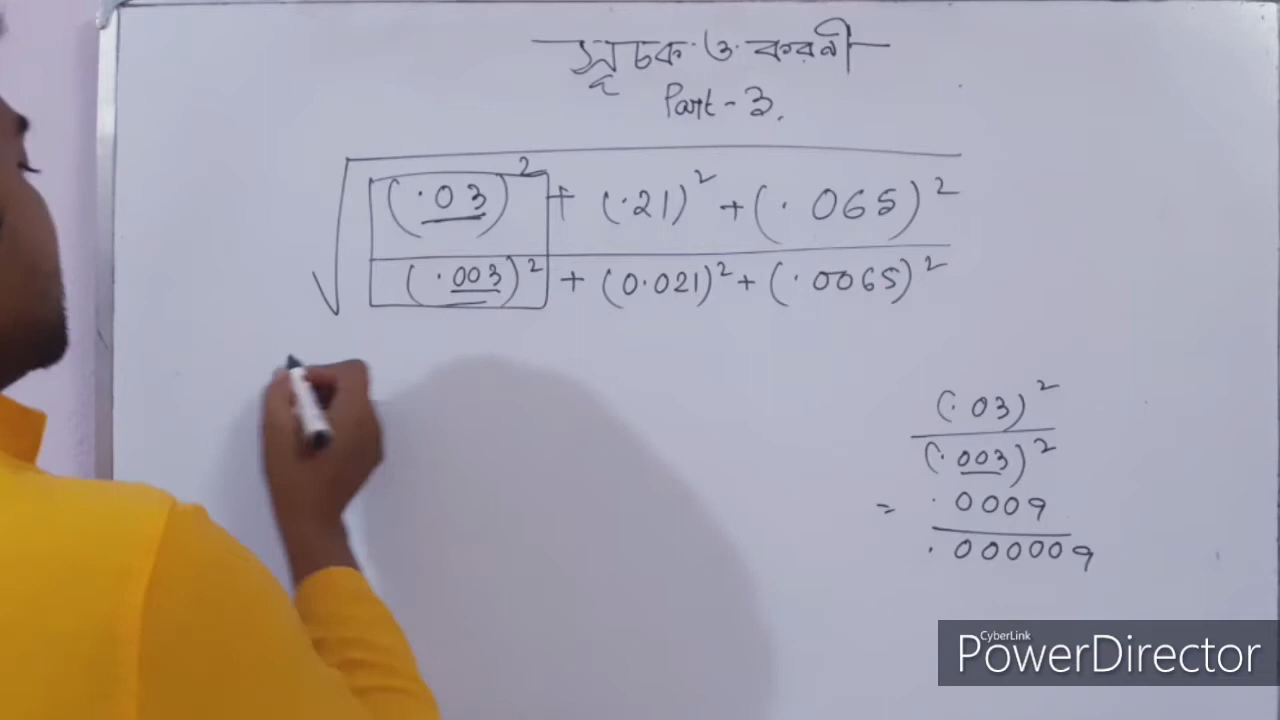 সূচক ও করনী
Part - 3.
√ (.03)² + (.21)² + (.065)²
(.003)² + (0.021)² + (.0065)²
(.03)²
(.003)²
= .0009
.000009
CyberLink
PowerDirector